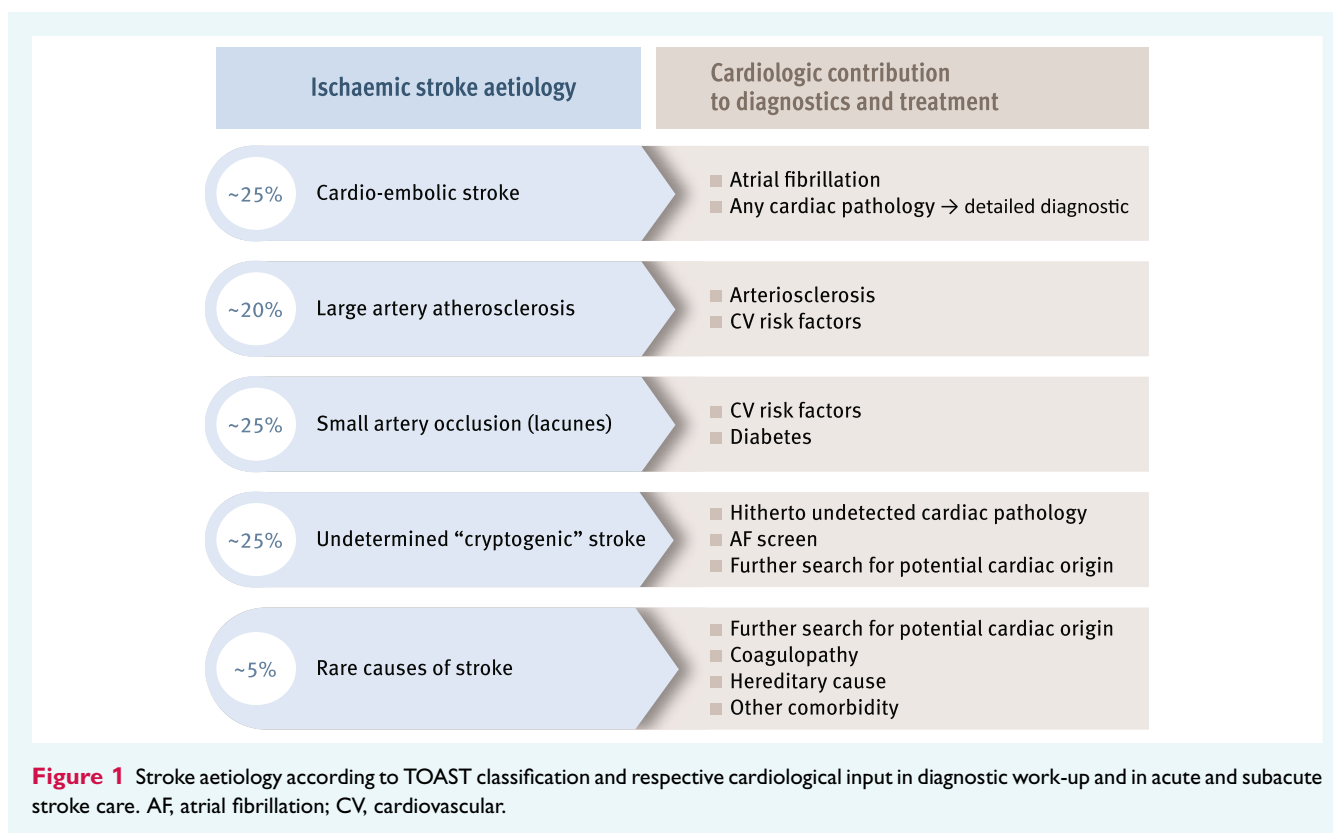 Ischaemic stroke aetiology
Cardiologic contribution
to diagnostics and treatment
~25%
Cardio-embolic stroke
Atrial fibrillation
Any cardiac pathology → detailed diagnostic
~20%
Large artery atherosclerosis
Arteriosclerosis
CV risk factors
~25%
Small artery occlusion (lacunes)
CV risk factors
Diabetes
~25%
Undetermined “cryptogenic” stroke
Hitherto undetected cardiac pathology
AF screen
Further search for potential cardiac origin
~5%
Rare causes of stroke
Further search for potential cardiac origin
Coagulopathy
Hereditary cause
Other comorbidity
Figure 1 Stroke aetiology according to TOAST classification and respective cardiological input in diagnostic work-up and in acute and subacute
stroke care. AF, atrial fibrillation; CV, cardiovascular.